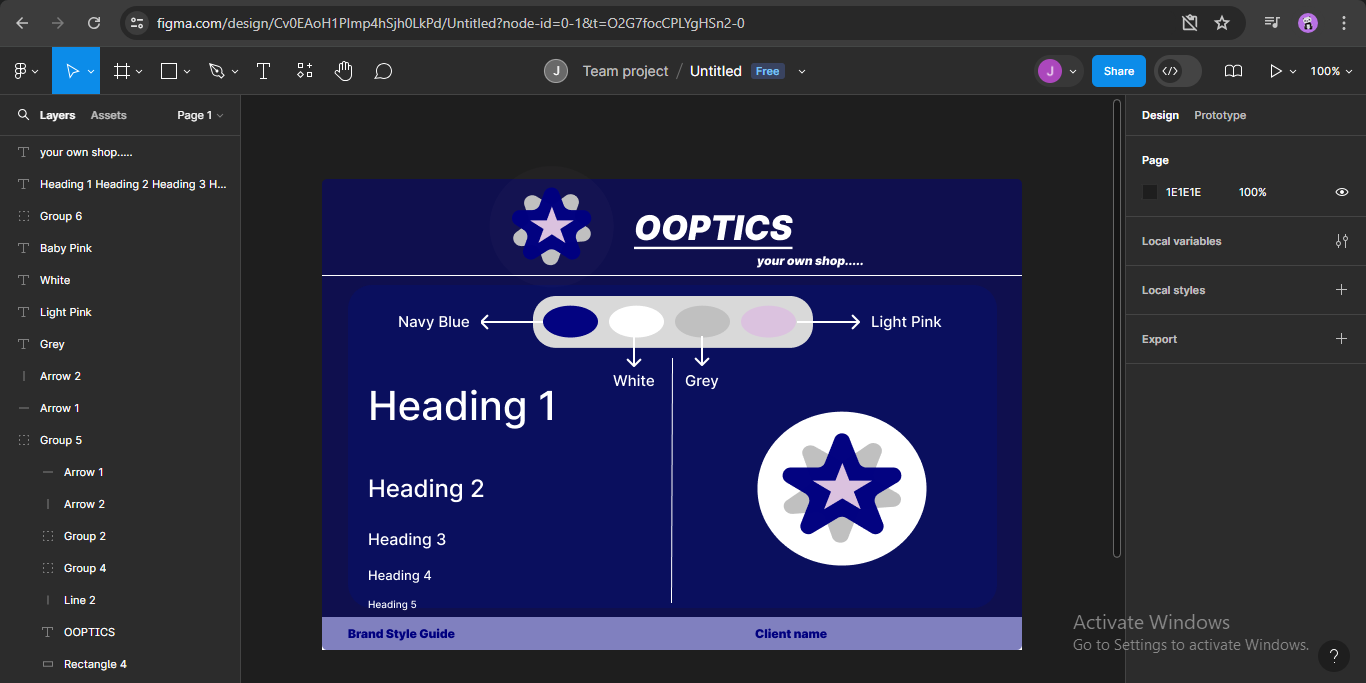 figma.com/design/Cv0EAoH1PImp4hSjh0LkPd/Untitled?node-id=0-1&t=O2G7focCPLYgHSn2-0
J Team project / Untitled Free
J Share 100%
Layers Assets Page 1
your own shop.....
Heading 1 Heading 2 Heading 3 H...
Group 6
Baby Pink
White
Light Pink
Grey
Arrow 2
Arrow 1
Group 5
Arrow 1
Arrow 2
Group 2
Group 4
Line 2
OOPTICS
Rectangle 4
OOPTICS
your own shop.....
Navy Blue
Light Pink
White
Grey
Heading 1
Heading 2
Heading 3
Heading 4
Heading 5
Brand Style Guide
Client name
Design Prototype
Page
1E1E1E 100%
Local variables
Local styles
Export
Activate Windows
Go to Settings to activate Windows.
?